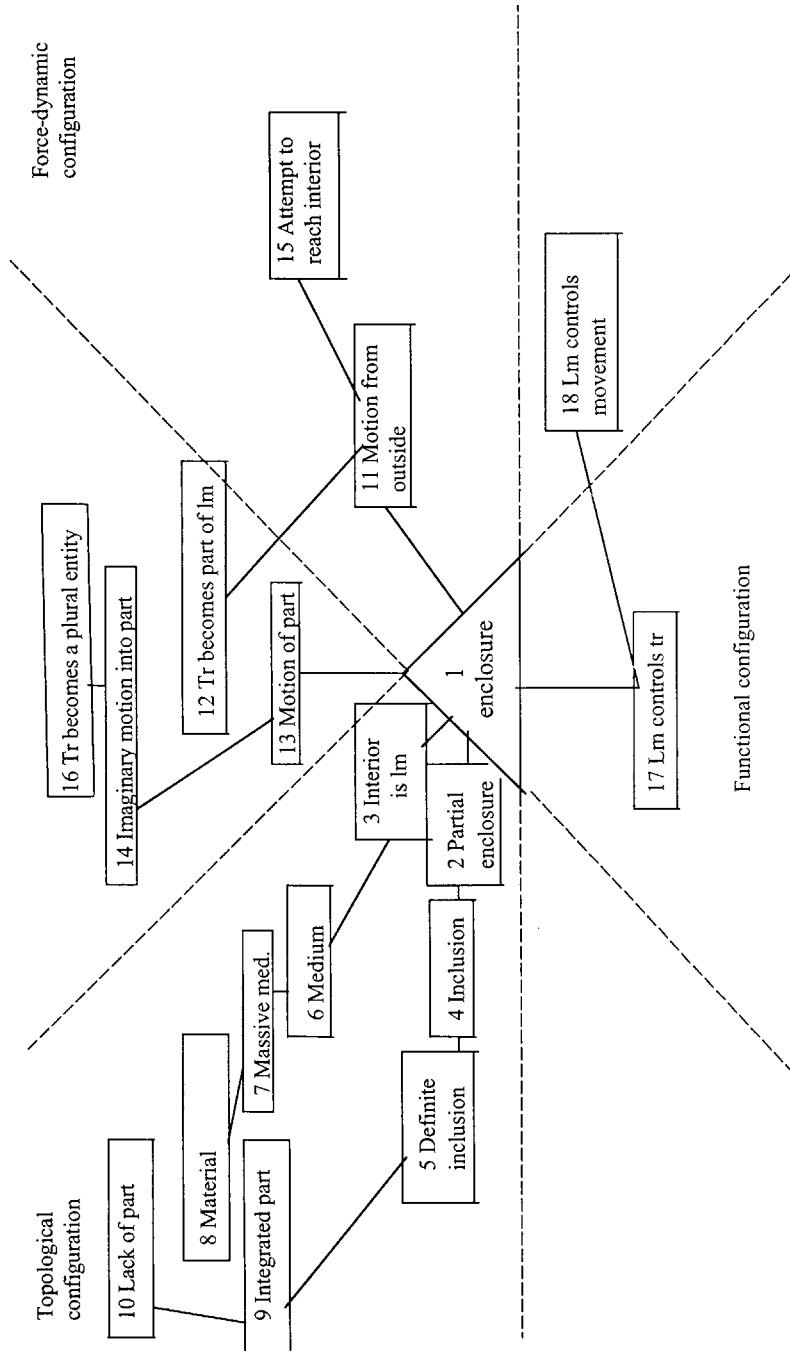 Topological
configuration
Force-dynamic
configuration
10 Lack of part
16 Tr becomes a plural entity
14 Imaginary motion into part
8 Material
12 Tr becomes part of lm
9 Integrated part
7 Massive med.
13 Motion of part
15 Attempt to
reach interior
6 Medium
3 Interior
is lm
11 Motion from
outside
5 Definite
inclusion
4 Inclusion
2 Partial
enclosure
1
enclosure
18 Lm controls
movement
17 Lm controls tr
Functional configuration